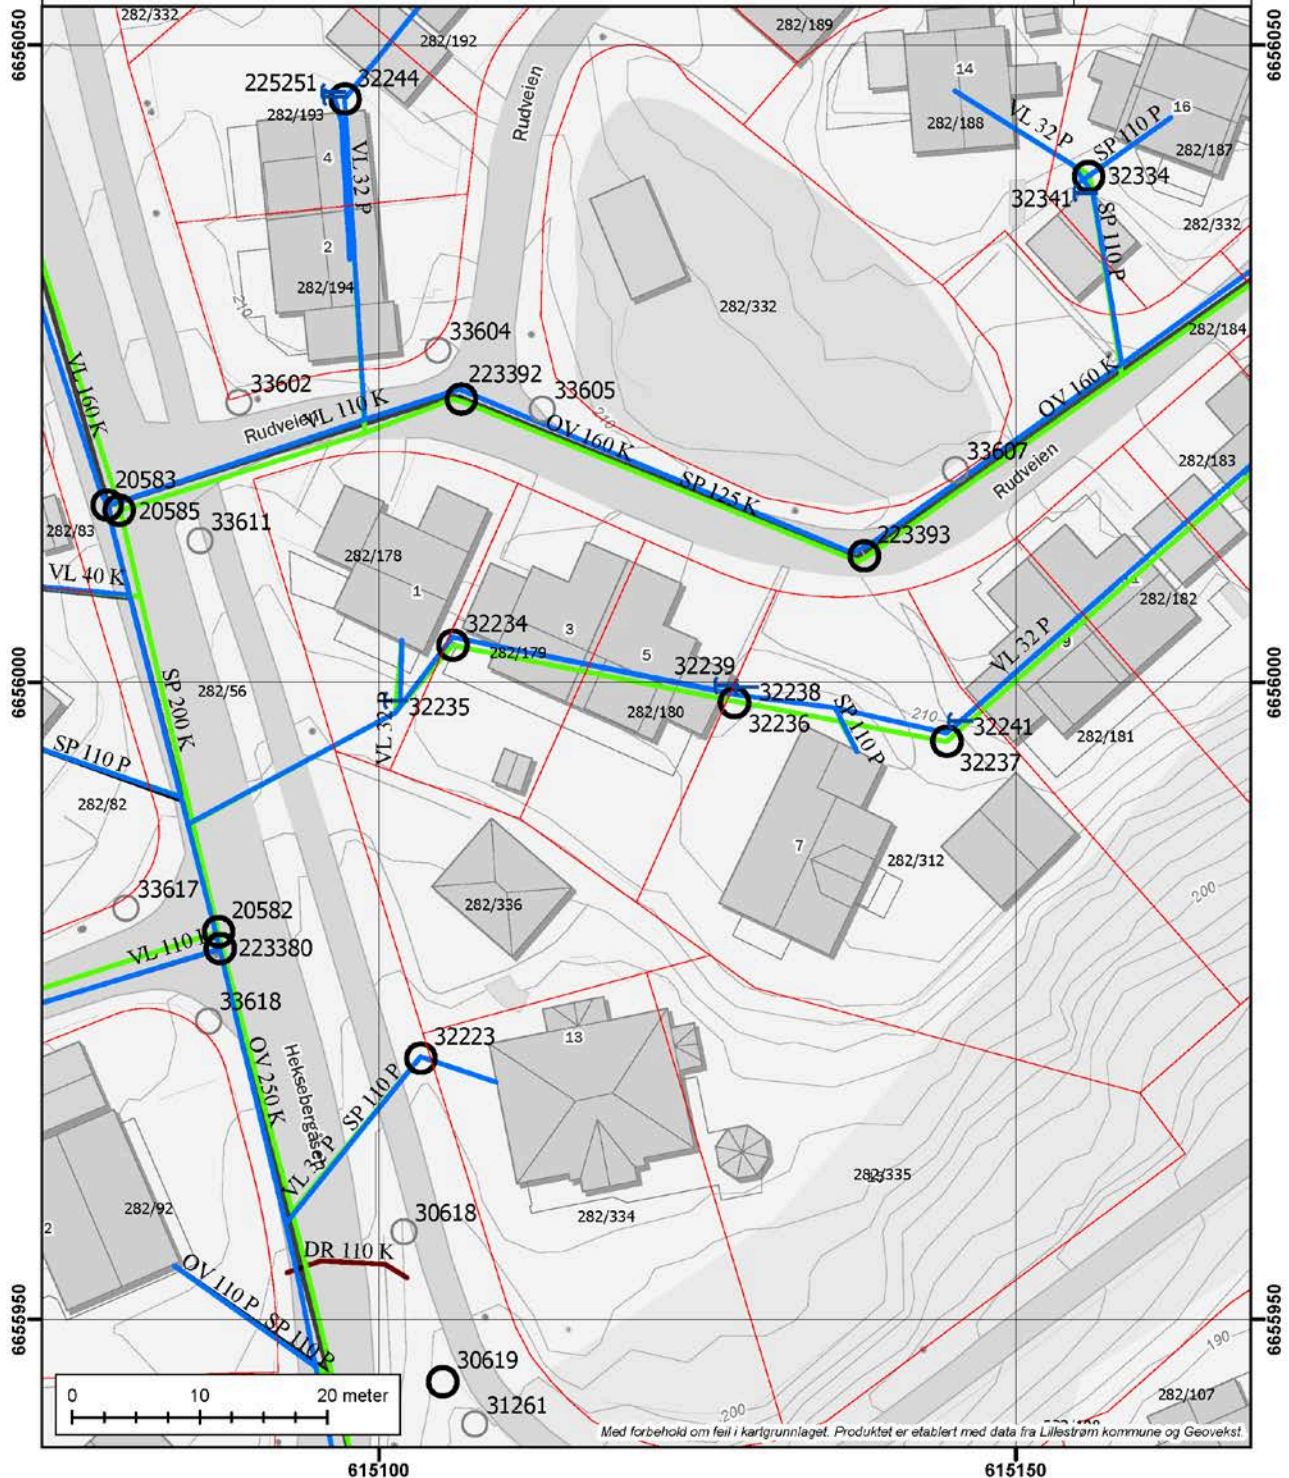 282/332
282/189
6656050
6656050
282/192
225251
32244
14
282/193
VL 32 P
SP 110 P
16
282/188
282/187
Rudveien
4
VL 32 P
32334
32341
SP 110 P
282/332
2
282/194
210
282/332
282/184
33604
VL 160 K
223392
33602
33605
VL 110 K
Rudveien
210
OV 160 K
OV 160 K
33607
SP 125 K
Rudveien
282/183
20583
20585
33611
223393
282/83
282/178
VL 40 K
1
282/182
32234
3
9
VL 32 P
282/179
5
32239
6656000
6656000
SP 200 K
282/56
32238
VL 32 P
32235
282/180
32236
SP 110 P
210
32241
282/181
32237
SP 110 P
282/82
7
282/312
33617
20582
282/336
200
VL 110 K
223380
33618
13
32223
OV 250 K
Heksebergåsen
SP 110 P
VL 32 P
282/335
282/92
282/334
2
30618
DR 110 K
OV 110 P
SP 110 P
6655950
6655950
190
30619
0 10 20 meter
31261
200
282/107
Med forbehold om feil i kartgrunnlaget. Produktet er etablert med data fra Lillestrøm kommune og Geovekst.
615100
615150